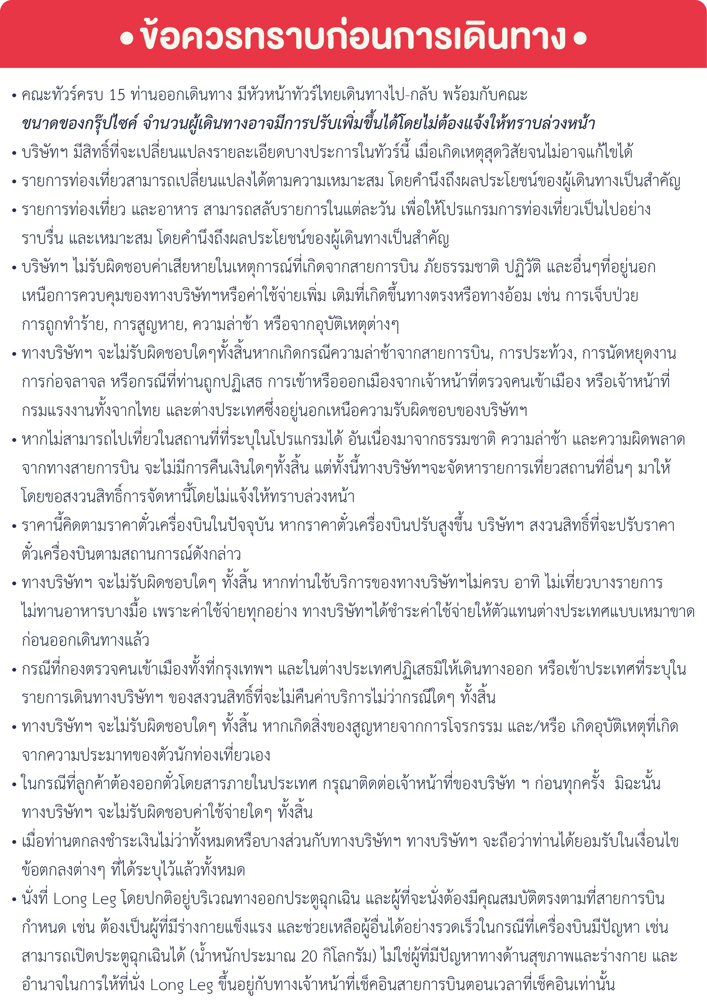 • ข้อควรทราบก่อนการเดินทาง •
• คณะทัวร์ครบ 15 ท่านออกเดินทาง มีหัวหน้าทัวร์ไทยเดินทางไป-กลับ พร้อมกับคณะ
ขนาดของกรุ๊ปไซค์ จำนวนผู้เดินทางอาจมีการปรับเพิ่มขึ้นได้โดยไม่ต้องแจ้งให้ทราบล่วงหน้า
• บริษัทฯ มีสิทธิ์ที่จะเปลี่ยนแปลงรายละเอียดบางประการในทัวร์นี้ เมื่อเกิดเหตุสุดวิสัยจนไม่อาจแก้ไขได้
• รายการท่องเที่ยวสามารถเปลี่ยนแปลงได้ตามความเหมาะสม โดยคำนึงถึงผลประโยชน์ของผู้เดินทางเป็นสำคัญ
• รายการท่องเที่ยว และอาหาร สามารถสลับรายการในแต่ละวัน เพื่อให้โปรแกรมการท่องเที่ยวเป็นไปอย่าง
ราบรื่น และเหมาะสม โดยคำนึงถึงผลประโยชน์ของผู้เดินทางเป็นสำคัญ
• บริษัทฯ ไม่รับผิดชอบค่าเสียหายในเหตุการณ์ที่เกิดจากสายการบิน ภัยธรรมชาติ ปฏิวัติ และอื่นๆที่อยู่นอก
เหนือการควบคุมของทางบริษัทฯหรือค่าใช้จ่ายเพิ่ม เติมที่เกิดขึ้นทางตรงหรือทางอ้อม เช่น การเจ็บป่วย
การถูกทำร้าย, การสูญหาย, ความล่าช้า หรือจากอุบัติเหตุต่างๆ
• ทางบริษัทฯ จะไม่รับผิดชอบใดๆทั้งสิ้นหากเกิดกรณีความล่าช้าจากสายการบิน, การประท้วง, การนัดหยุดงาน
การก่อจลาจล หรือกรณีที่ท่านถูกปฏิเสธ การเข้าหรือออกเมืองจากเจ้าหน้าที่ตรวจคนเข้าเมือง หรือเจ้าหน้าที่
กรมแรงงานทั้งจากไทย และต่างประเทศซึ่งอยู่นอกเหนือความรับผิดชอบของบริษัทฯ
• หากไม่สามารถไปเที่ยวในสถานที่ที่ระบุในโปรแกรมได้ อันเนื่องมาจากธรรมชาติ ความล่าช้า และความผิดพลาด
จากทางสายการบิน จะไม่มีการคืนเงินใดๆทั้งสิ้น แต่ทั้งนี้ทางบริษัทฯจะจัดหารายการเที่ยวสถานที่อื่นๆ มาให้
โดยขอสงวนสิทธิ์การจัดหานี้โดยไม่แจ้งให้ทราบล่วงหน้า
• ราคานี้คิดตามราคาตั๋วเครื่องบินในปัจจุบัน หากราคาตั๋วเครื่องบินปรับสูงขึ้น บริษัทฯ สงวนสิทธิ์ที่จะปรับราคา
ตั๋วเครื่องบินตามสถานการณ์ดังกล่าว
• ทางบริษัทฯ จะไม่รับผิดชอบใดๆ ทั้งสิ้น หากท่านใช้บริการของทางบริษัทฯไม่ครบ อาทิ ไม่เที่ยวบางรายการ
ไม่ทานอาหารบางมื้อ เพราะค่าใช้จ่ายทุกอย่าง ทางบริษัทฯได้ชำระค่าใช้จ่ายให้ตัวแทนต่างประเทศแบบเหมาขาด
ก่อนออกเดินทางแล้ว
• กรณีที่กองตรวจคนเข้าเมืองทั้งที่กรุงเทพฯ และในต่างประเทศปฏิเสธมิให้เดินทางออก หรือเข้าประเทศที่ระบุใน
รายการเดินทางบริษัทฯ ของสงวนสิทธิ์ที่จะไม่คืนค่าบริการไม่ว่ากรณีใดๆ ทั้งสิ้น
• ทางบริษัทฯ จะไม่รับผิดชอบใดๆ ทั้งสิ้น หากเกิดสิ่งของสูญหายจากการโจรกรรม และ/หรือ เกิดอุบัติเหตุที่เกิด
จากความประมาทของตัวนักท่องเที่ยวเอง
• ในกรณีที่ลูกค้าต้องออกตั๋วโดยสารภายในประเทศ กรุณาติดต่อเจ้าหน้าที่ของบริษัท ฯ ก่อนทุกครั้ง มิฉะนั้น
ทางบริษัทฯ จะไม่รับผิดชอบค่าใช้จ่ายใดๆ ทั้งสิ้น
• เมื่อท่านตกลงชำระเงินไม่ว่าทั้งหมดหรือบางส่วนกับทางบริษัทฯ ทางบริษัทฯ จะถือว่าท่านได้ยอมรับในเงื่อนไข
ข้อตกลงต่างๆ ที่ได้ระบุไว้แล้วทั้งหมด
• นั่งที่ Long Leg โดยปกติอยู่บริเวณทางออกประตูฉุกเฉิน และผู้ที่จะนั่งต้องมีคุณสมบัติตรงตามที่สายการบิน
กำหนด เช่น ต้องเป็นผู้ที่มีร่างกายแข็งแรง และช่วยเหลือผู้อื่นได้อย่างรวดเร็วในกรณีที่เครื่องบินมีปัญหา เช่น
สามารถเปิดประตูฉุกเฉินได้ (น้ำหนักประมาณ 20 กิโลกรัม) ไม่ใช่ผู้ที่มีปัญหาทางด้านสุขภาพและร่างกาย และ
อำนาจในการให้ที่นั่ง Long Leg ขึ้นอยู่กับทางเจ้าหน้าที่เช็คอินสายการบินตอนเวลาที่เช็คอินเท่านั้น